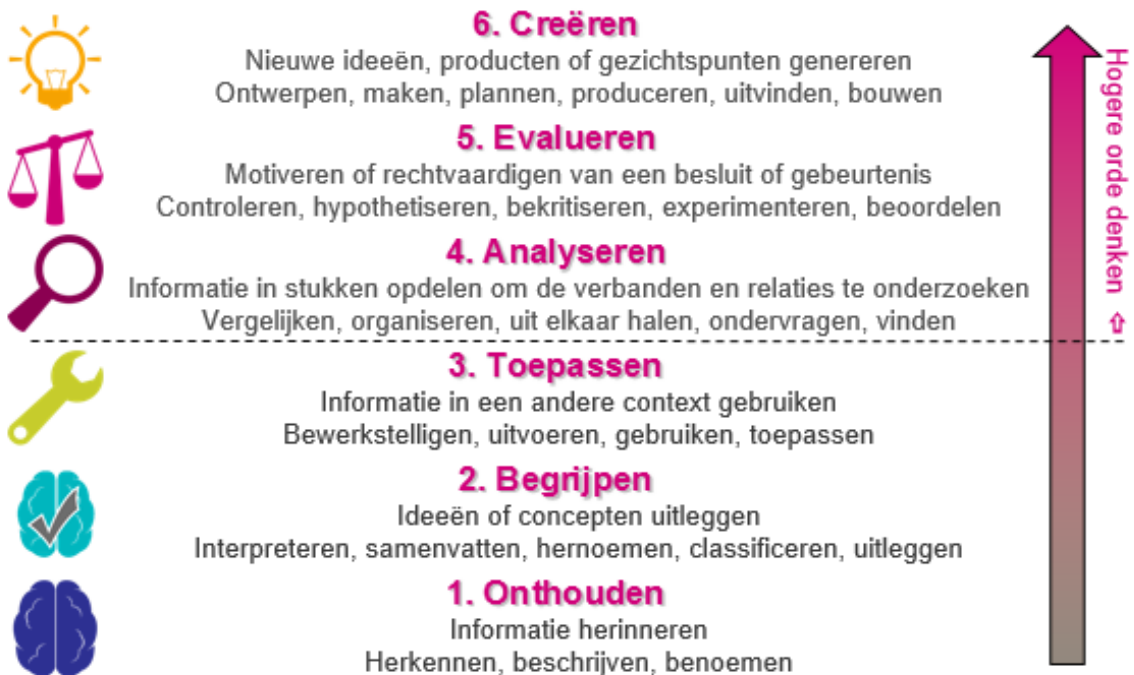 6. Creëren
Nieuwe ideeën, producten of gezichtspunten genereren
Ontwerpen, maken, plannen, produceren, uitvinden, bouwen
5. Evalueren
Motiveren of rechtvaardigen van een besluit of gebeurtenis
Controleren, hypothetiseren, bekritiseren, experimenteren, beoordelen
4. Analyseren
Informatie in stukken opdelen om de verbanden en relaties te onderzoeken
Vergelijken, organiseren, uit elkaar halen, ondervragen, vinden
3. Toepassen
Informatie in een andere context gebruiken
Bewerkstelligen, uitvoeren, gebruiken, toepassen
2. Begrijpen
Ideeën of concepten uitleggen
Interpreteren, samenvatten, hernoemen, classificeren, uitleggen
1. Onthouden
Informatie herinneren
Herkennen, beschrijven, benoemen
Hogere orde denken